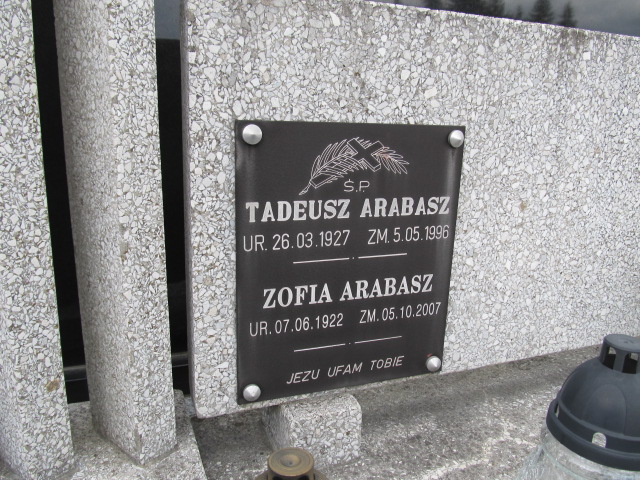 Ś.P.
TADEUSZ ARABASZ
UR. 26.03.1927 ZM. 5.05.1996
ZOFIA ARABASZ
UR. 07.06.1922 ZM. 05.10.2007
JEZU UFAM TOBIE